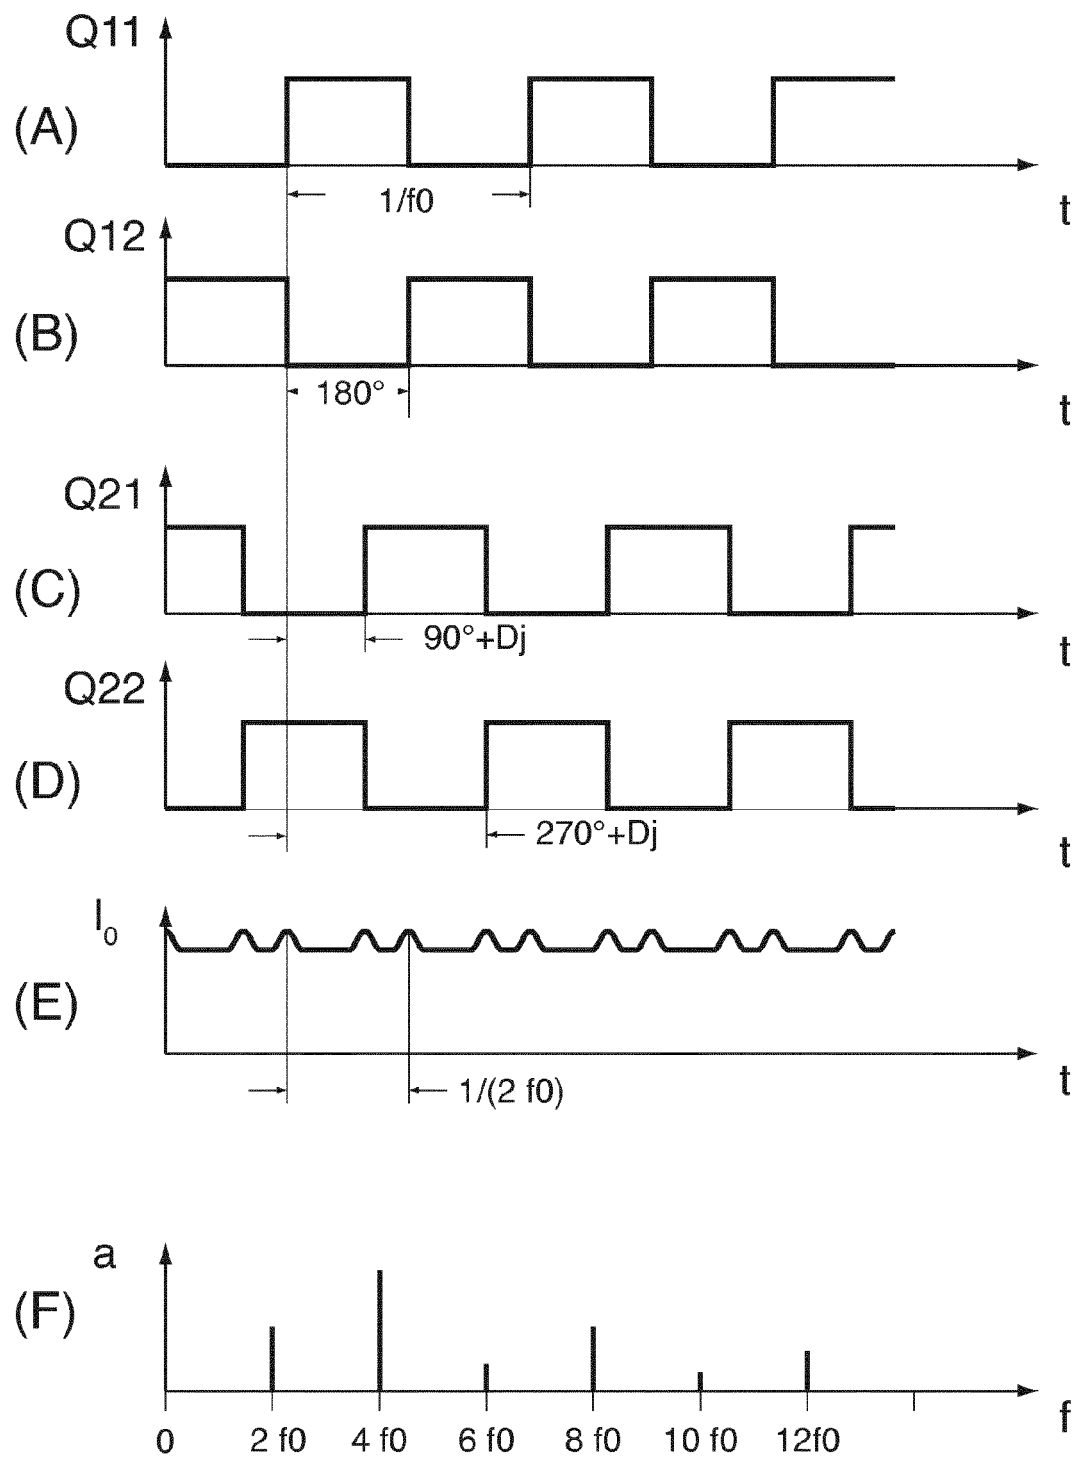 Q11
(A)
1/f0
t
Q12
(B)
180°
t
Q21
(C)
90°+Dj
t
Q22
(D)
270°+Dj
t
I0
(E)
1/(2 f0)
t
a
(F)
f
0 2 f0 4 f0 6 f0 8 f0 10 f0 12f0